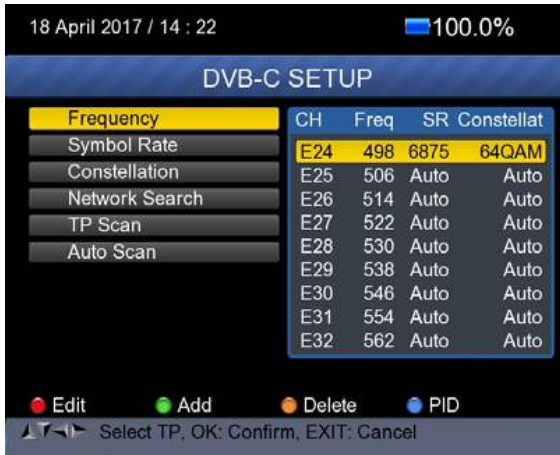 18 April 2017 / 14 : 22 100.0%
DVB-C SETUP
Frequency
Symbol Rate
Constellation
Network Search
TP Scan
Auto Scan
CH Freq SR Constellat
E24 498 6875 64QAM
E25 506 Auto Auto
E26 514 Auto Auto
E27 522 Auto Auto
E28 530 Auto Auto
E29 538 Auto Auto
E30 546 Auto Auto
E31 554 Auto Auto
E32 562 Auto Auto
Edit Add Delete PID
Select TP, OK: Confirm, EXIT: Cancel